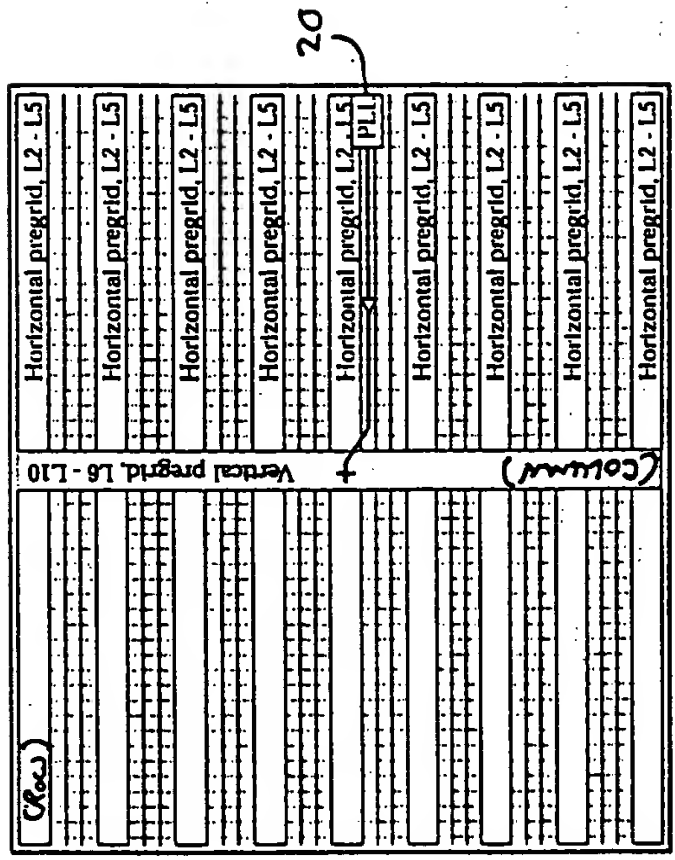 20
Horizontal pregrid, L2 - L5
Horizontal pregrid, L2 - L5
Horizontal pregrid, L2 - L5
Horizontal pregrid, L2 - L5
Horizontal pregrid, L2 - L5
PLL
Horizontal pregrid, L2 - L5
Horizontal pregrid, L2 - L5
Horizontal pregrid, L2 - L5
Horizontal pregrid, L2 - L5
Vertical pregrid, L6 - L10
(Column)
(Row)